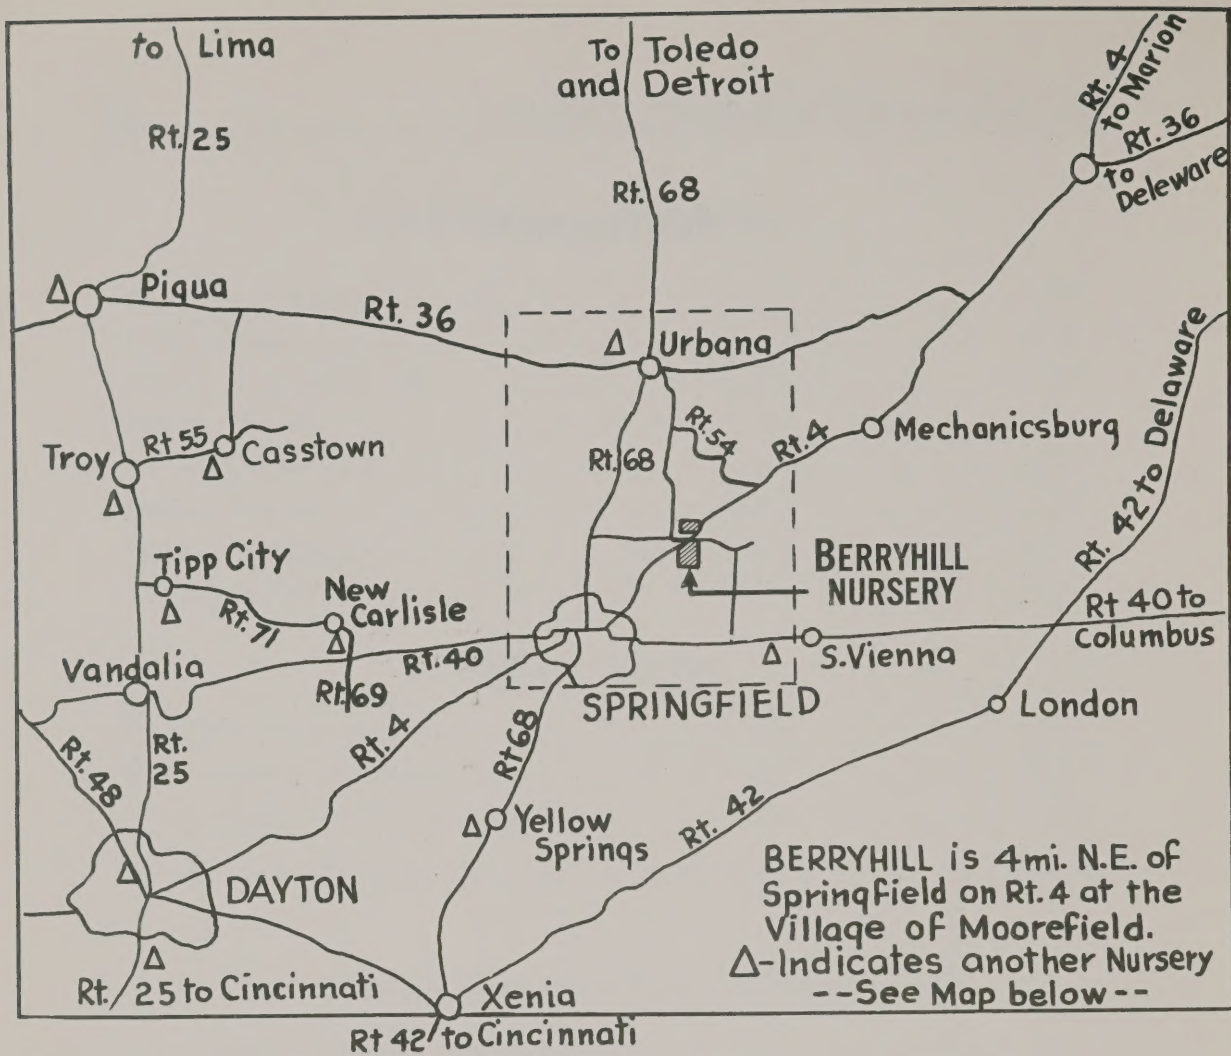 to Lima
To Toledo
and Detroit
Rt. 4
to Marion
Rt. 36
to
Deleware
Rt. 25
Rt. 68
Piqua
Rt. 36
Urbana
Rt. 54
Rt. 4
Mechanicsburg
Rt. 42 to Delaware
Troy
Rt 55
Casstown
Rt. 68
BERRYHILL
NURSERY
Tipp City
Rt. 71
New
Carlisle
Rt. 69
Rt. 40
Rt 40 to
Columbus
S. Vienna
Vandalia
SPRINGFIELD
London
Rt. 48
Rt.
25
Rt. 4
Rt 68
Yellow
Springs
Rt. 42
DAYTON
Rt. 25 to Cincinnati
Xenia
Rt 42 to Cincinnati
BERRYHILL is 4mi. N.E. of
Springfield on Rt. 4 at the
Village of Moorefield.
Δ-Indicates another Nursery
--See Map below--